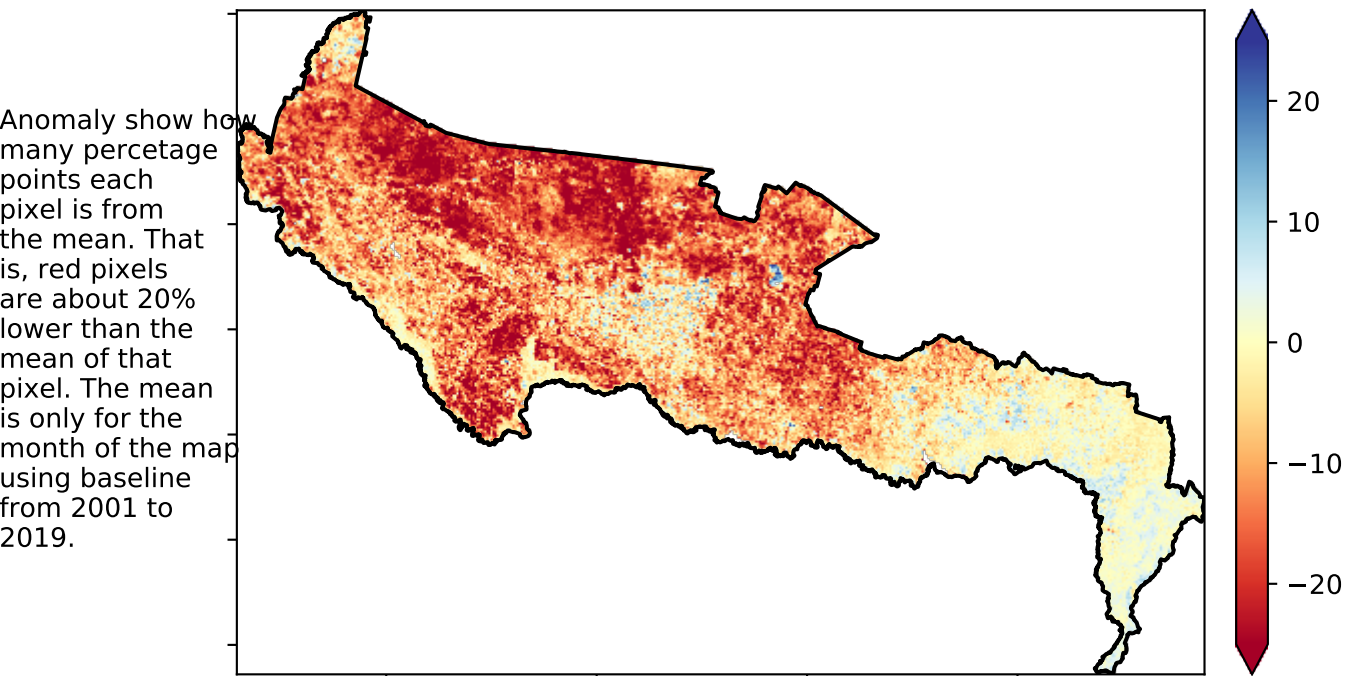 Anomaly show how
many percetage
points each
pixel is from
the mean. That
is, red pixels
are about 20%
lower than the
mean of that
pixel. The mean
is only for the
month of the map
using baseline
from 2001 to
2019.
20
10
0
−10
−20